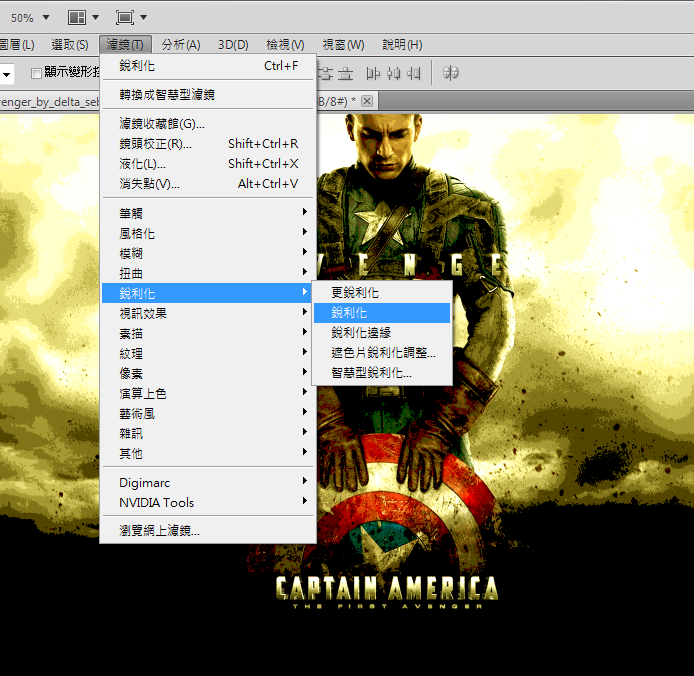 50%
圖層(L) 選取(S) 濾鏡(T) 分析(A) 3D(D) 檢視(V) 視窗(W) 說明(H)
顯示變形控
enger_by_delta_seb
B/8#) *
銳利化 Ctrl+F
轉換成智慧型濾鏡
濾鏡收藏館(G)...
鏡頭校正(R)... Shift+Ctrl+R
液化(L)... Shift+Ctrl+X
消失點(V)... Alt+Ctrl+V
筆觸
風格化
模糊
扭曲
銳利化
視訊效果
素描
紋理
像素
演算上色
藝術風
雜訊
其他
Digimarc
NVIDIA Tools
瀏覽網上濾鏡...
更銳利化
銳利化
銳利化邊緣
遮色片銳利化調整...
智慧型銳利化...
VENGE
CAPTAIN AMERICA
THE FIRST AVENGER